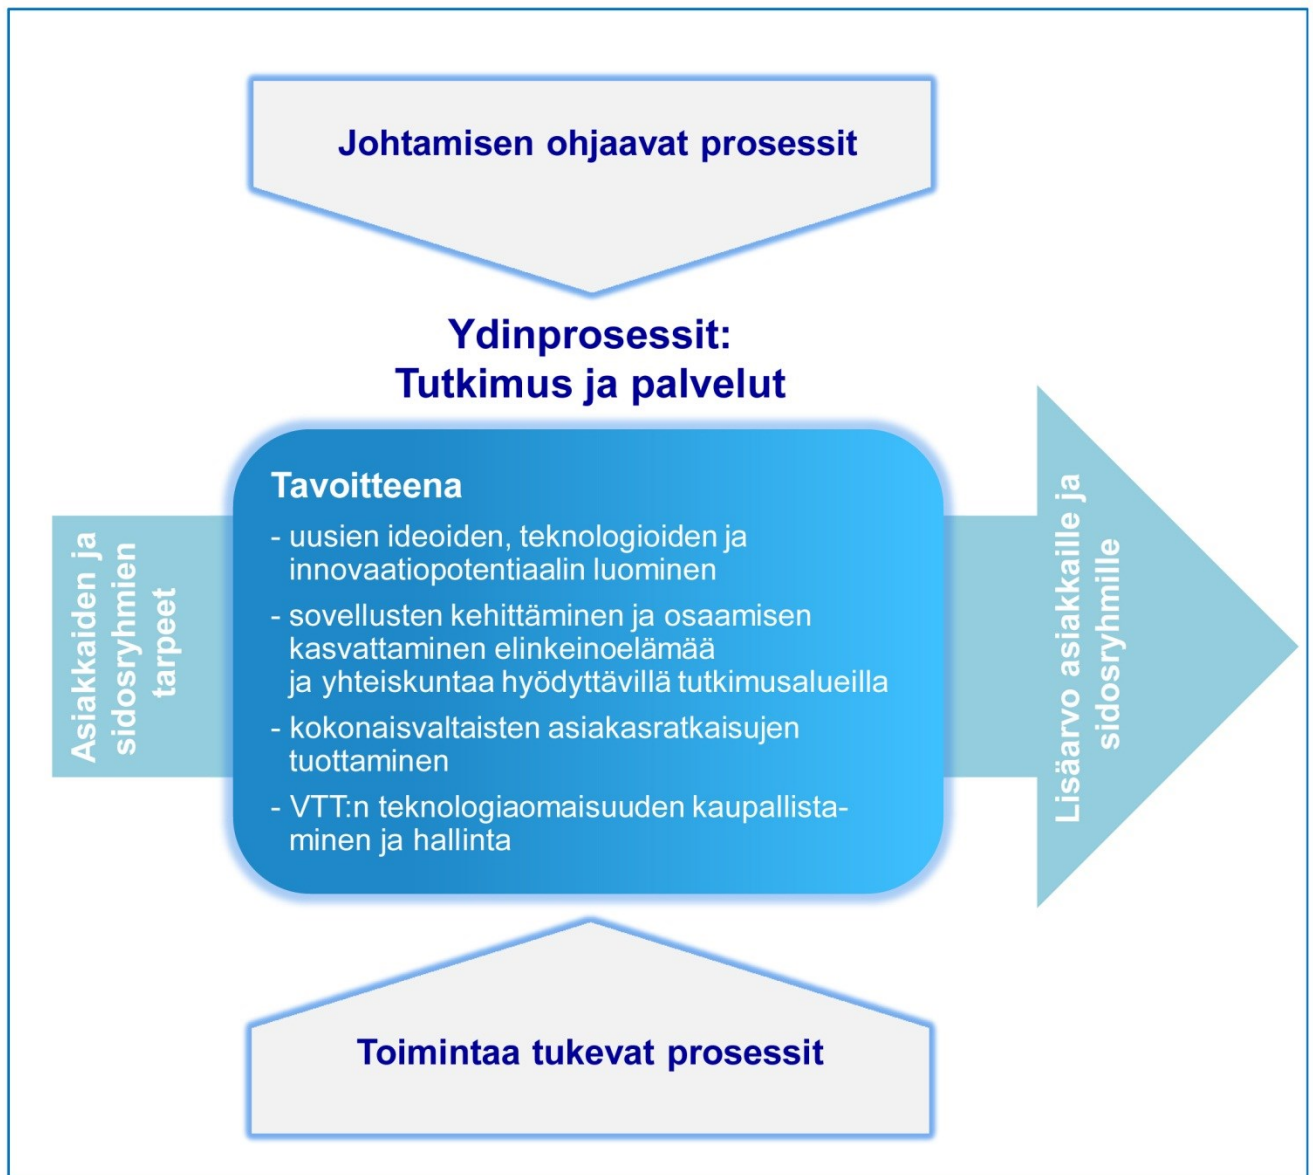 Johtamisen ohjaavat prosessit
Ydinprosessit:
Tutkimus ja palvelut
Asiakkaiden ja
sidosryhmien
tarpeet
Tavoitteena
- uusien ideoiden, teknologioiden ja
innovaatiopotentiaalin luominen
- sovellusten kehittäminen ja osaamisen
kasvattaminen elinkeinoelämää
ja yhteiskuntaa hyödyttävillä tutkimusalueilla
- kokonaisvaltaisten asiakasratkaisujen
tuottaminen
- VTT:n teknologiaomaisuuden kaupallista-
minen ja hallinta
Lisäarvo asiakkaille ja
sidosryhmille
Toimintaa tukevat prosessit